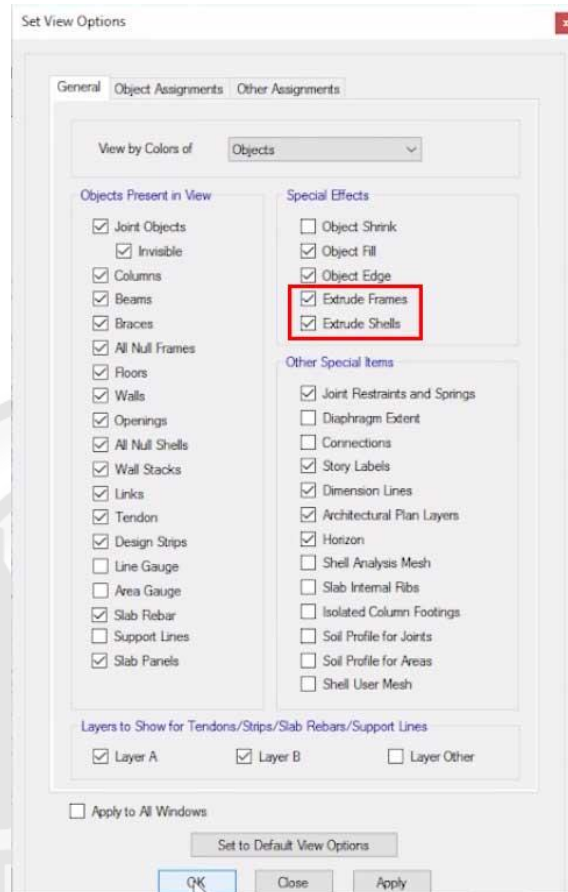 Set View Options
x
General Object Assignments Other Assignments
View by Colors of Objects
Objects Present in View
Joint Objects
Invisible
Columns
Beams
Braces
All Null Frames
Floors
Walls
Openings
All Null Shells
Wall Stacks
Links
Tendon
Design Strips
Line Gauge
Area Gauge
Slab Rebar
Support Lines
Slab Panels
Special Effects
Object Shrink
Object Fill
Object Edge
Extrude Frames
Extrude Shells
Other Special Items
Joint Restraints and Springs
Diaphragm Extent
Connections
Story Labels
Dimension Lines
Architectural Plan Layers
Horizon
Shell Analysis Mesh
Slab Internal Ribs
Isolated Column Footings
Soil Profile for Joints
Soil Profile for Areas
Shell User Mesh
Layers to Show for Tendons/Strips/Slab Rebars/Support Lines
Layer A Layer B Layer Other
Apply to All Windows
Set to Default View Options
OK Close Apply